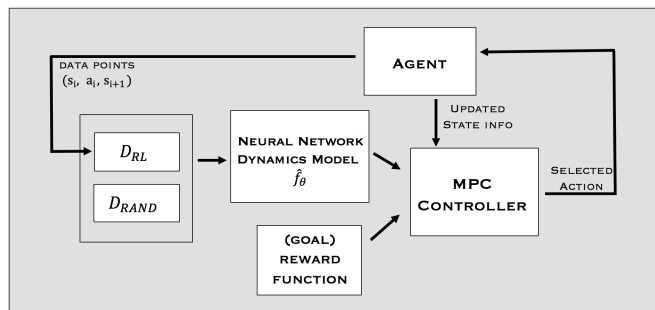 AGENT
DATA POINTS
(sᵢ, aᵢ, sᵢ₊₁)
UPDATED
STATE INFO
D_RL
D_RAND
NEURAL NETWORK
DYNAMICS MODEL
f̂_θ
MPC
CONTROLLER
SELECTED
ACTION
(GOAL)
REWARD
FUNCTION